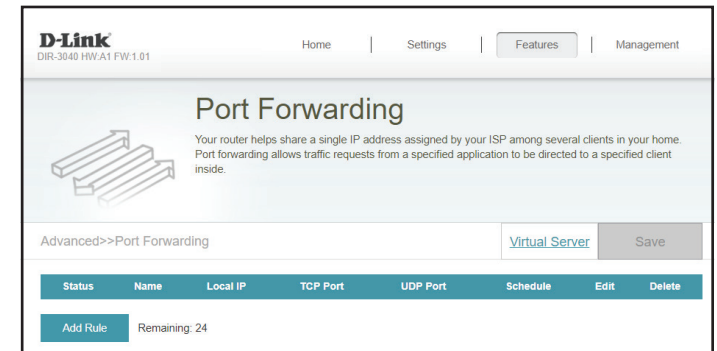 D-Link
DIR-3040 HW:A1 FW:1.01
Home | Settings | Features | Management
Port Forwarding
Your router helps share a single IP address assigned by your ISP among several clients in your home.
Port forwarding allows traffic requests from a specified application to be directed to a specified client
inside.
Advanced>>Port Forwarding
Virtual Server
Save
Status Name Local IP TCP Port UDP Port Schedule Edit Delete
Add Rule Remaining: 24